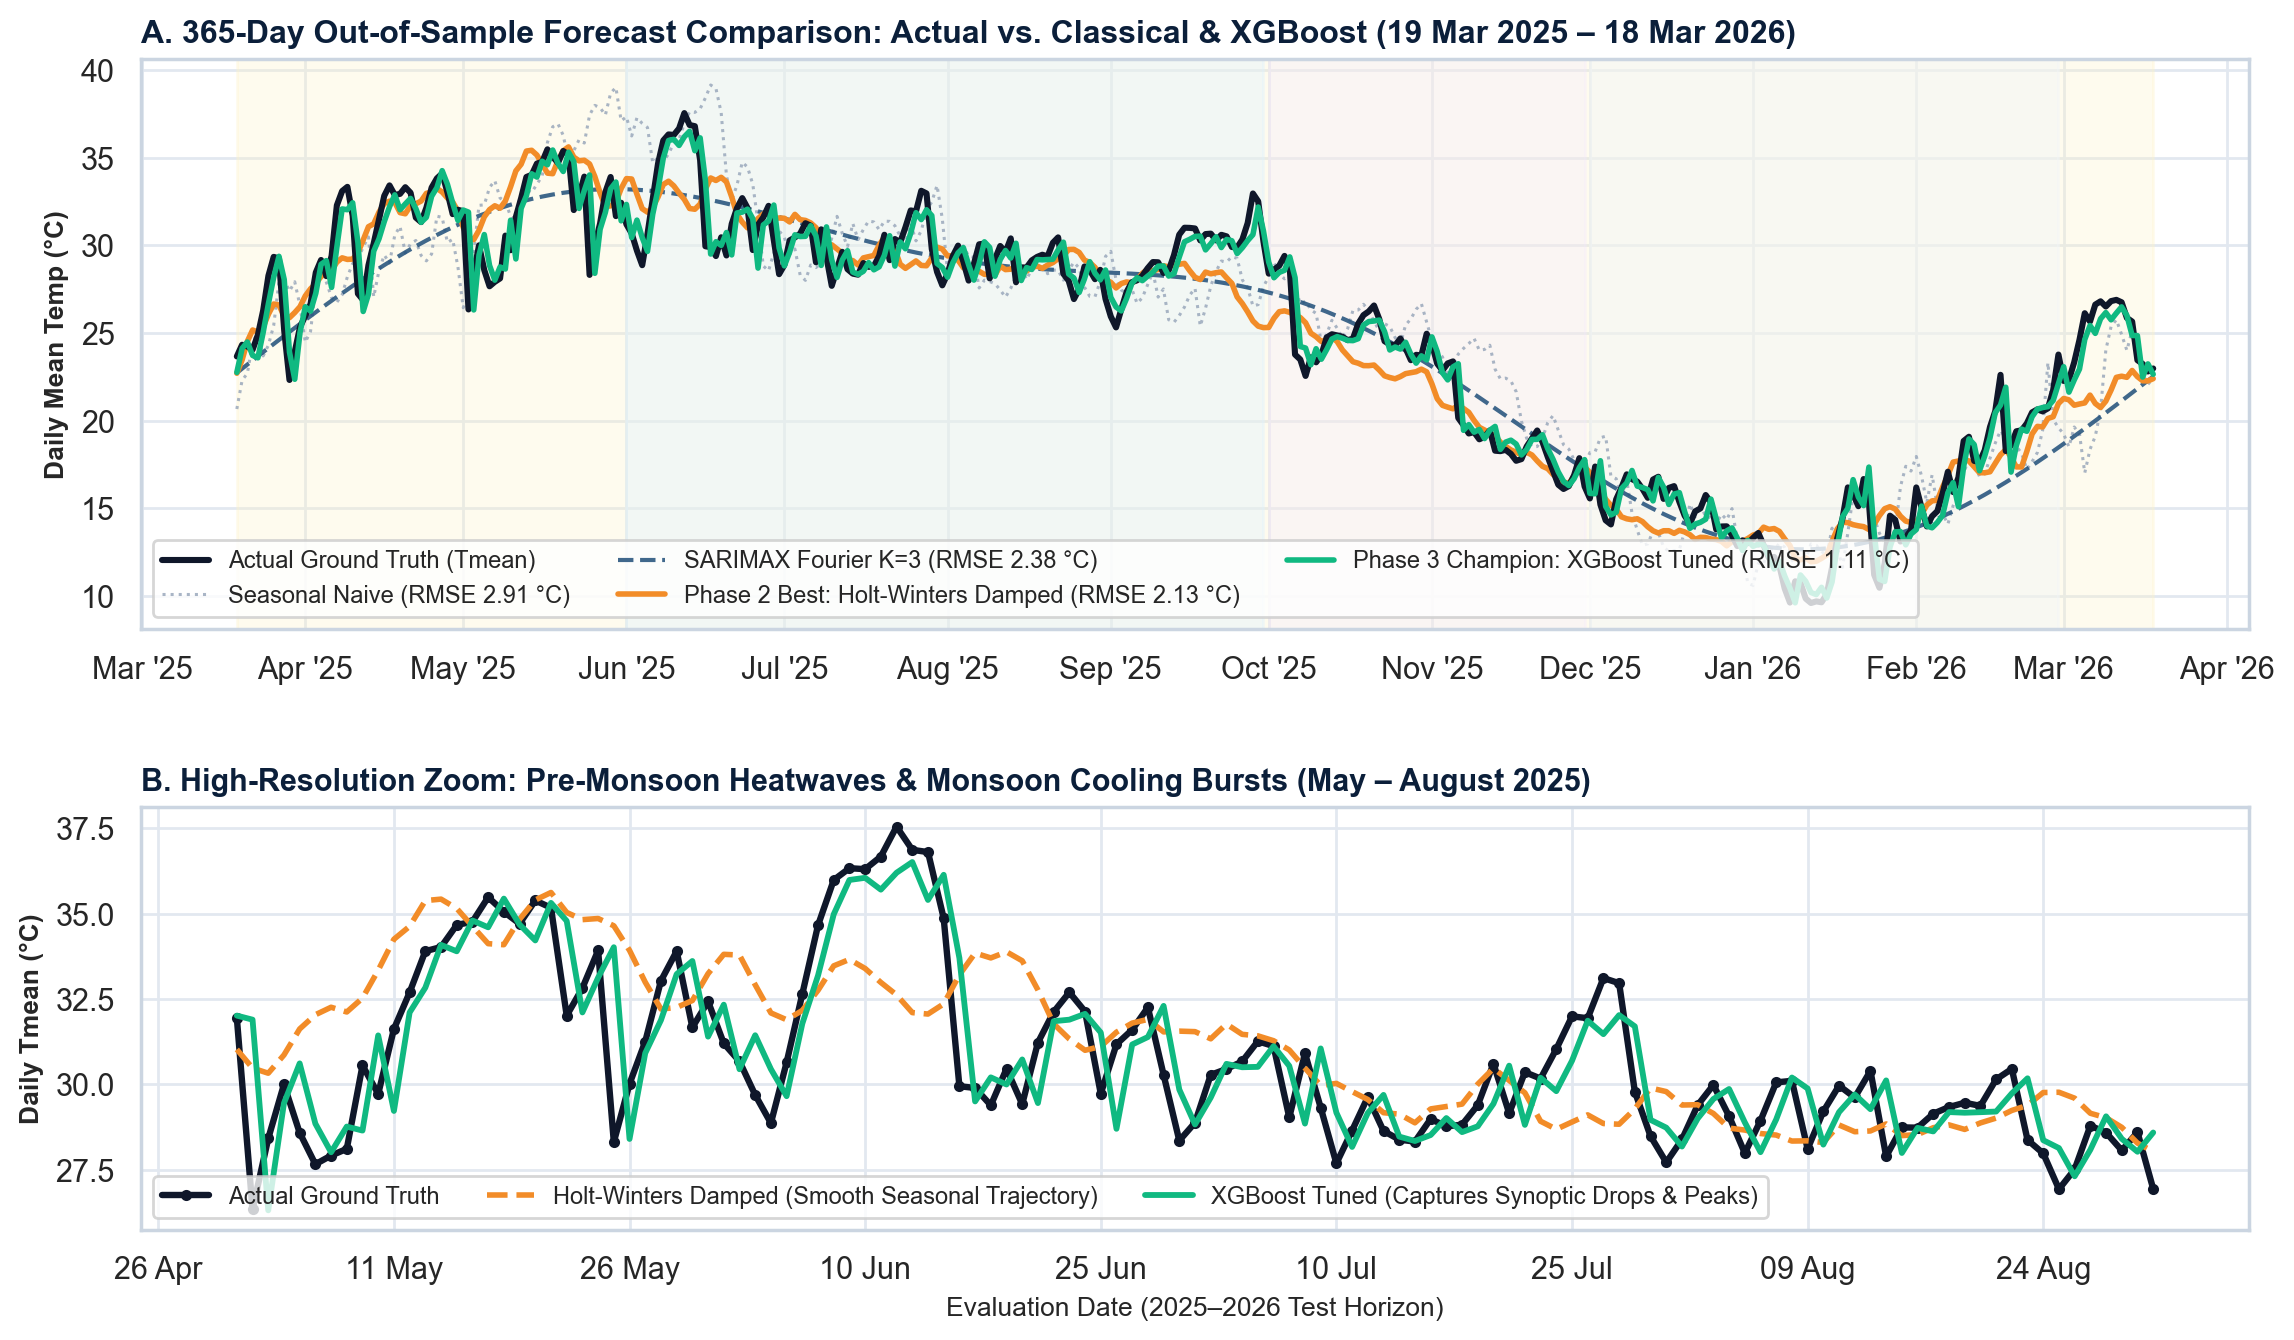 A. 365-Day Out-of-Sample Forecast Comparison: Actual vs. Classical & XGBoost (19 Mar 2025 – 18 Mar 2026)
Daily Mean Temp (°C)
40
35
30
25
20
15
10
Actual Ground Truth (Tmean)
Seasonal Naive (RMSE 2.91 °C)
SARIMAX Fourier K=3 (RMSE 2.38 °C)
Phase 2 Best: Holt-Winters Damped (RMSE 2.13 °C)
Phase 3 Champion: XGBoost Tuned (RMSE 1.11 °C)
Mar '25 Apr '25 May '25 Jun '25 Jul '25 Aug '25 Sep '25 Oct '25 Nov '25 Dec '25 Jan '26 Feb '26 Mar '26 Apr '26
B. High-Resolution Zoom: Pre-Monsoon Heatwaves & Monsoon Cooling Bursts (May – August 2025)
Daily Tmean (°C)
37.5
35.0
32.5
30.0
27.5
Actual Ground Truth Holt-Winters Damped (Smooth Seasonal Trajectory) XGBoost Tuned (Captures Synoptic Drops & Peaks)
26 Apr 11 May 26 May 10 Jun 25 Jun 10 Jul 25 Jul 09 Aug 24 Aug
Evaluation Date (2025–2026 Test Horizon)